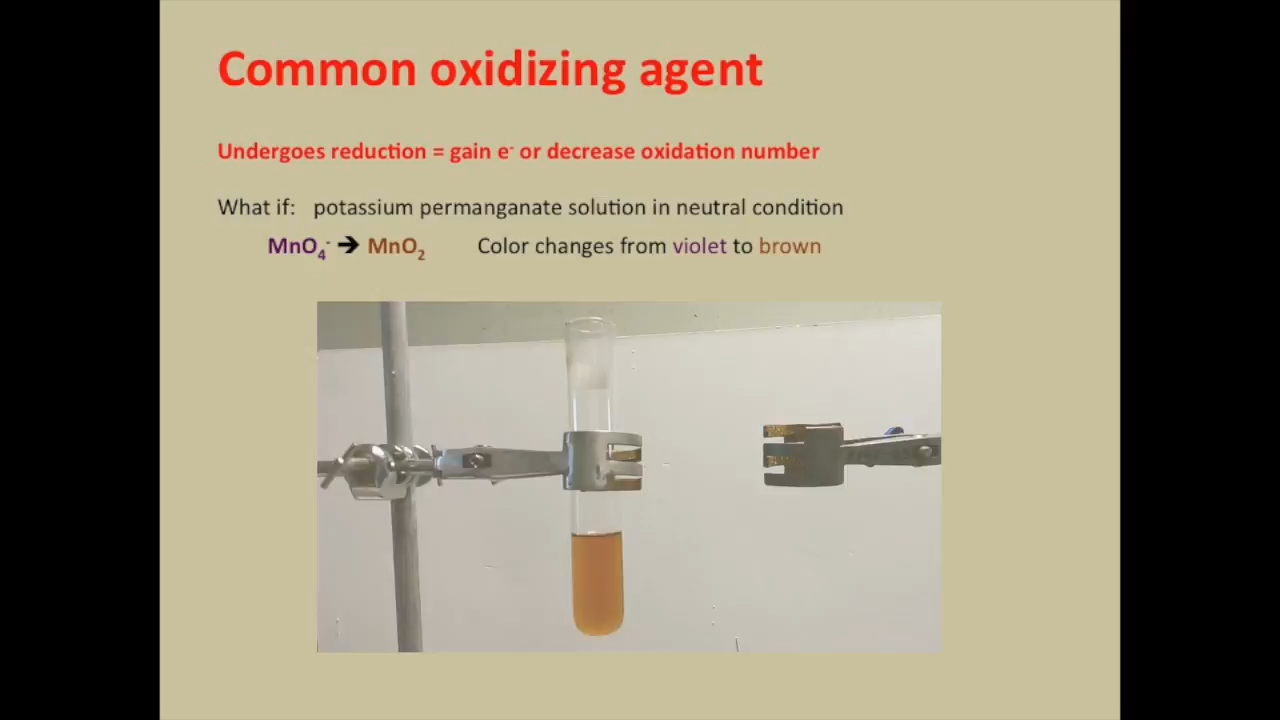 Common oxidizing agent
Undergoes reduction = gain e⁻ or decrease oxidation number
What if: potassium permanganate solution in neutral condition
MnO₄⁻ ➔ MnO₂ Color changes from violet to brown